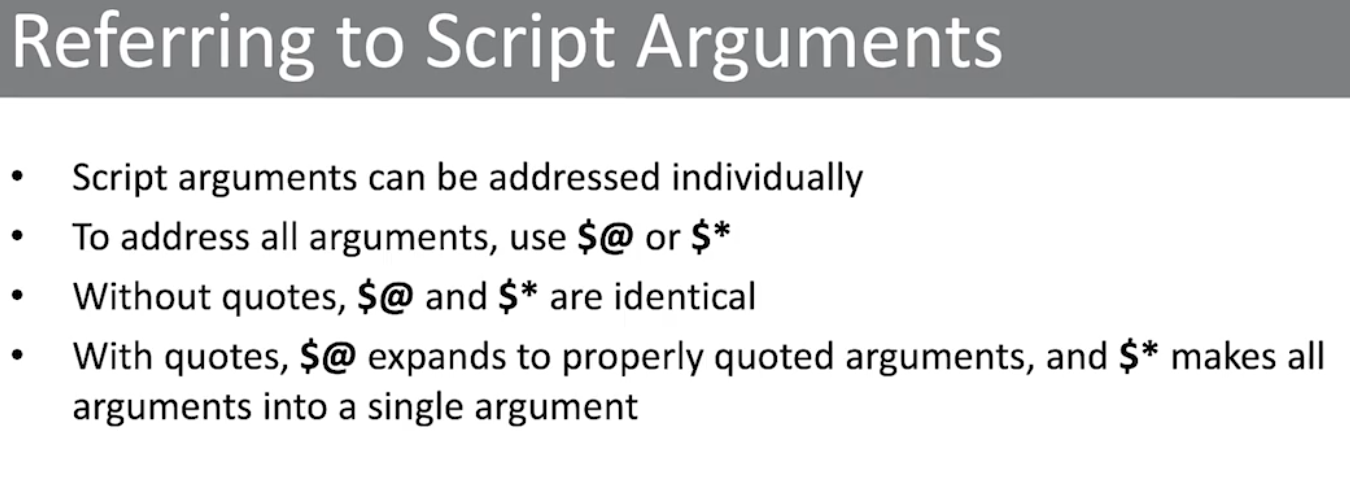 Referring to Script Arguments
• Script arguments can be addressed individually
• To address all arguments, use $@ or $*
• Without quotes, $@ and $* are identical
• With quotes, $@ expands to properly quoted arguments, and $* makes all
arguments into a single argument